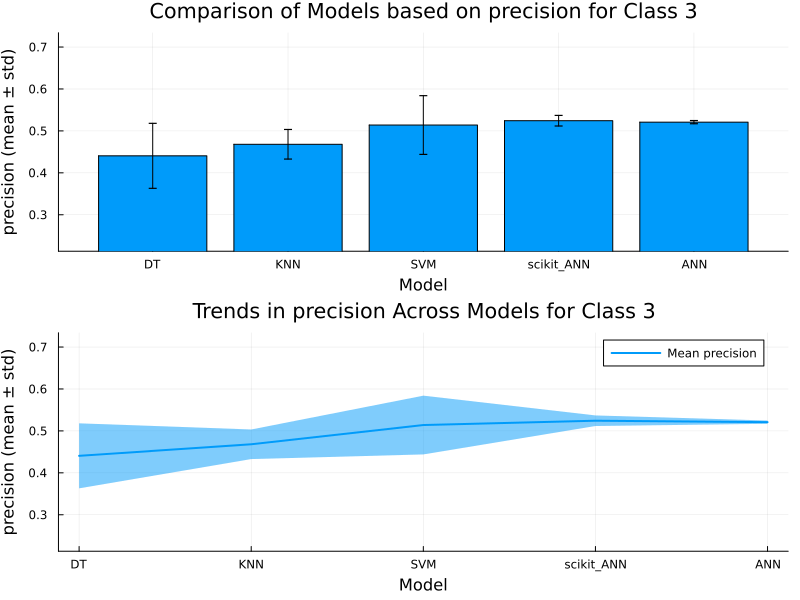 Comparison of Models based on precision for Class 3
precision (mean ± std)
0.7
0.6
0.5
0.4
0.3
DT KNN SVM scikit_ANN ANN
Model
Trends in precision Across Models for Class 3
precision (mean ± std)
0.7
0.6
0.5
0.4
0.3
Mean precision
DT KNN SVM scikit_ANN ANN
Model